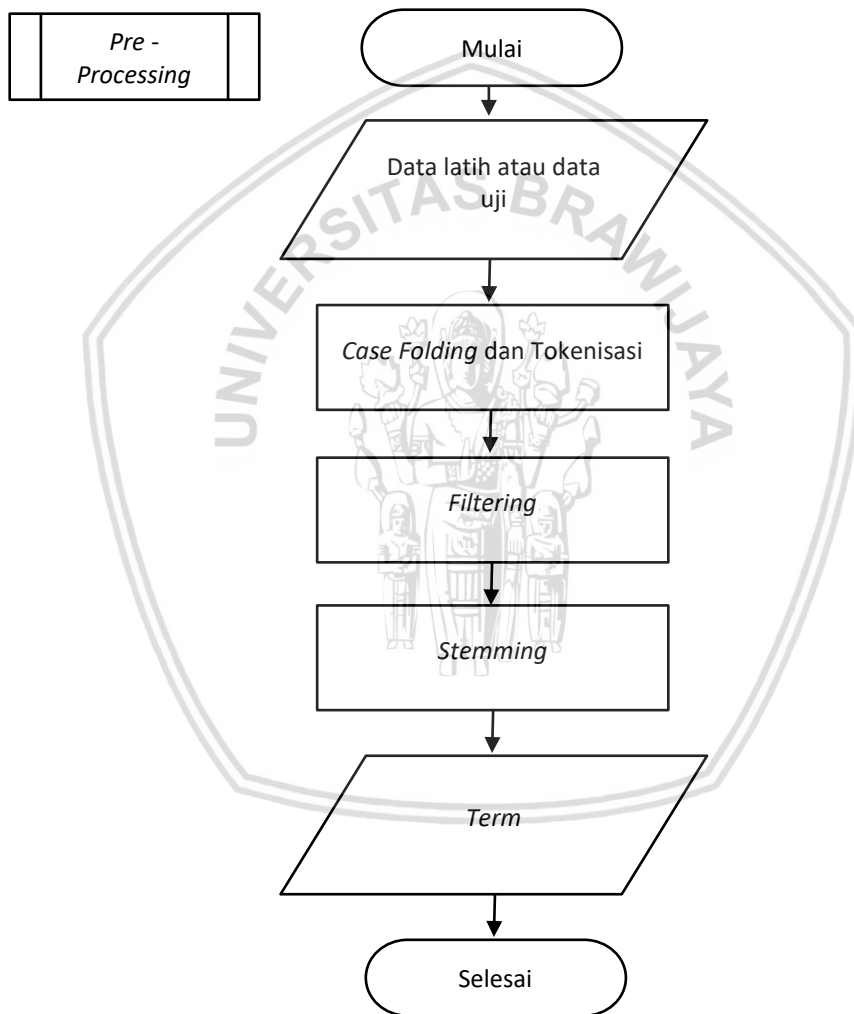 Pre -
Processing
Mulai
Data latih atau data
uji
UNIVERSITAS BRAWIJAYA
Case Folding dan Tokenisasi
Filtering
Stemming
Term
Selesai